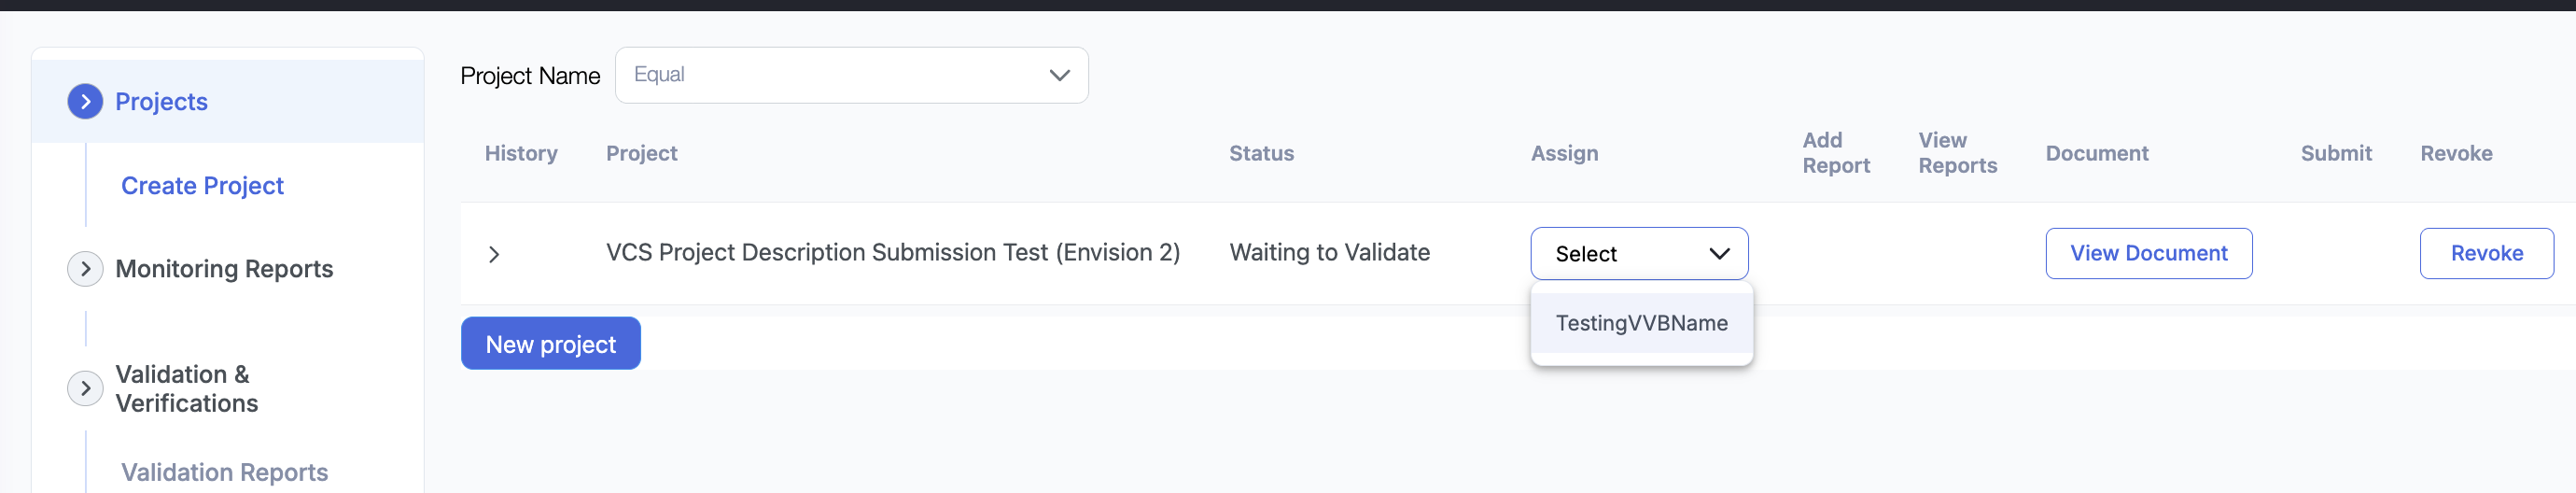 Projects
Create Project
Monitoring Reports
Validation &
Verifications
Validation Reports
Project Name Equal
History Project Status Assign Add Report View Reports Document Submit Revoke
VCS Project Description Submission Test (Envision 2) Waiting to Validate Select View Document Revoke
TestingVVBName
New project